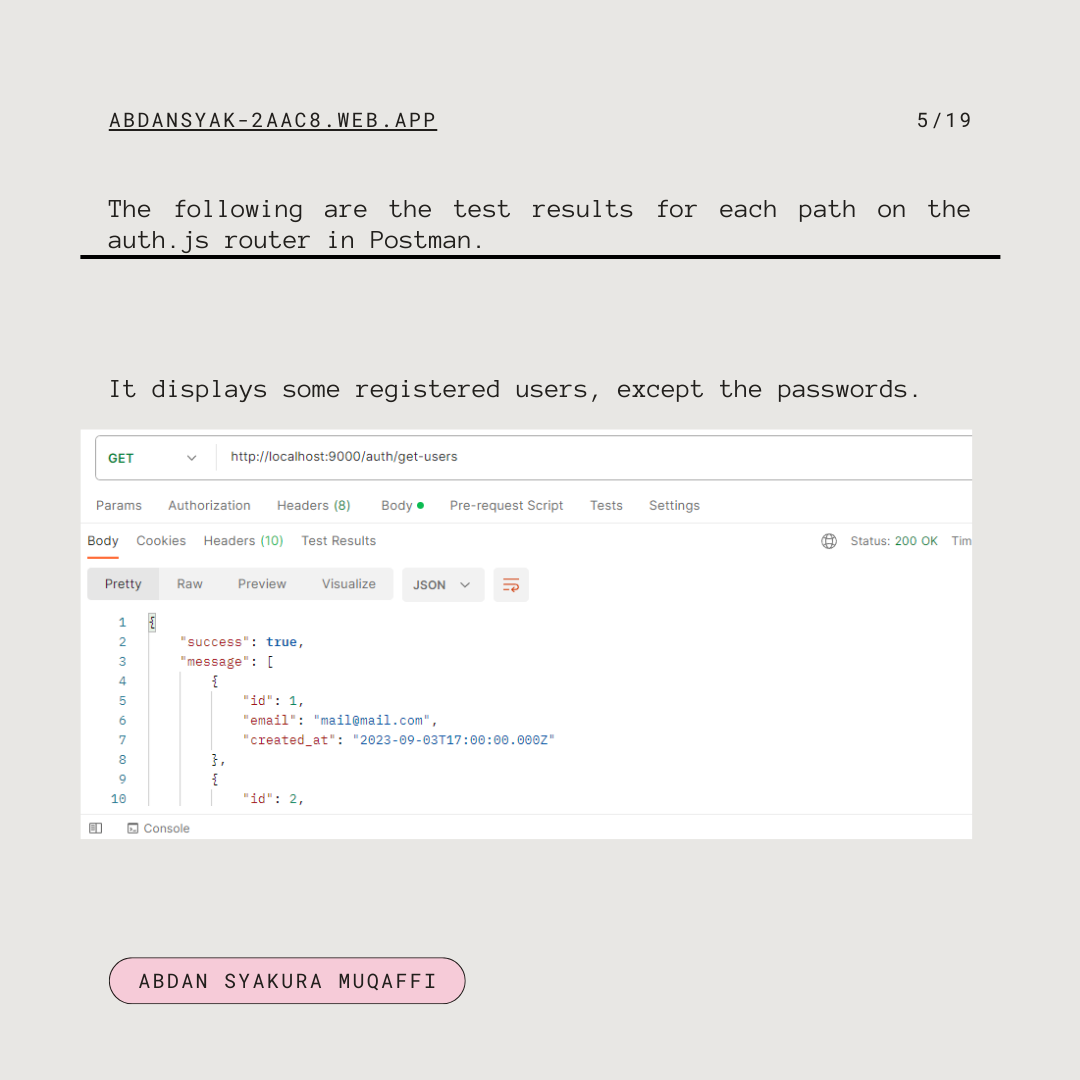 ABDANSYAK-2AAC8.WEB.APP
5/19
The following are the test results for each path on the
auth.js router in Postman.
It displays some registered users, except the passwords.
GET
http://localhost:9000/auth/get-users
Params Authorization Headers (8) Body Pre-request Script Tests Settings
Body Cookies Headers (10) Test Results Status: 200 OK Tim
Pretty Raw Preview Visualize JSON
1 {
2 "success": true,
3 "message": [
4 {
5 "id": 1,
6 "email": "mail@mail.com",
7 "created_at": "2023-09-03T17:00:00.000Z"
8 },
9 {
10 "id": 2,
Console
ABDAN SYAKURA MUQAFFI